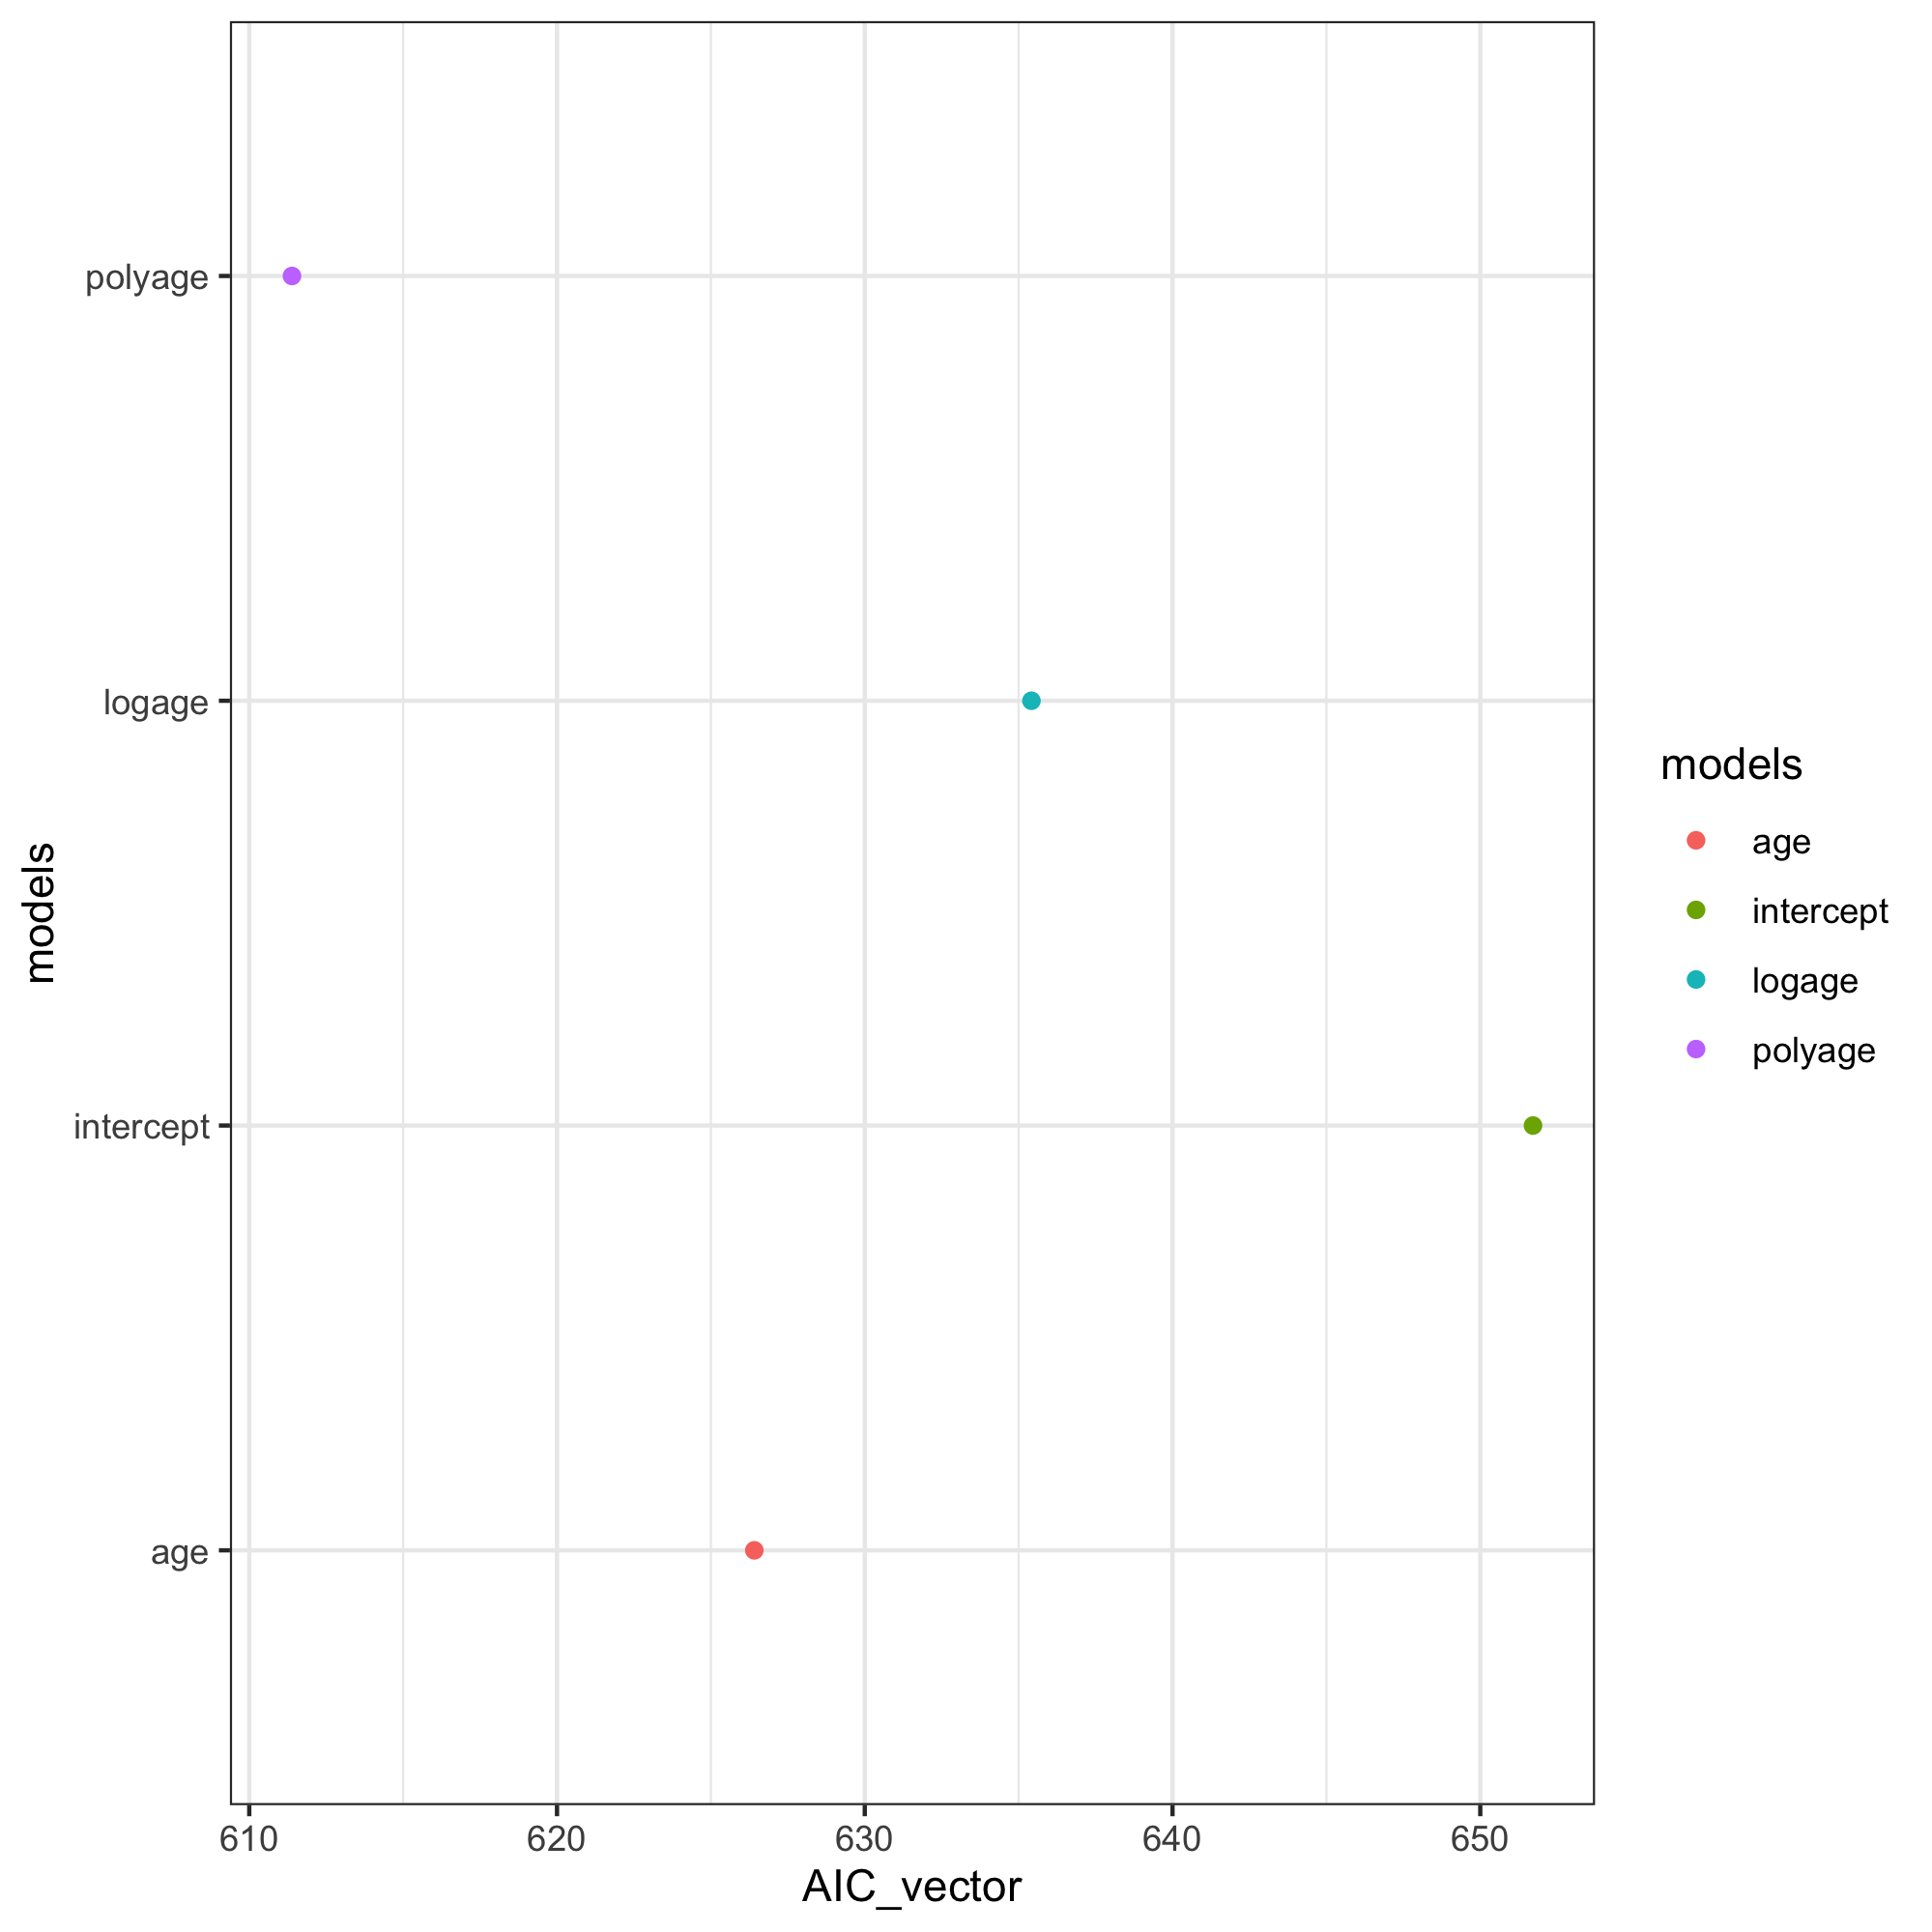 polyage
logage
intercept
age
models
610 620 630 640 650
AIC_vector
models
age
intercept
logage
polyage